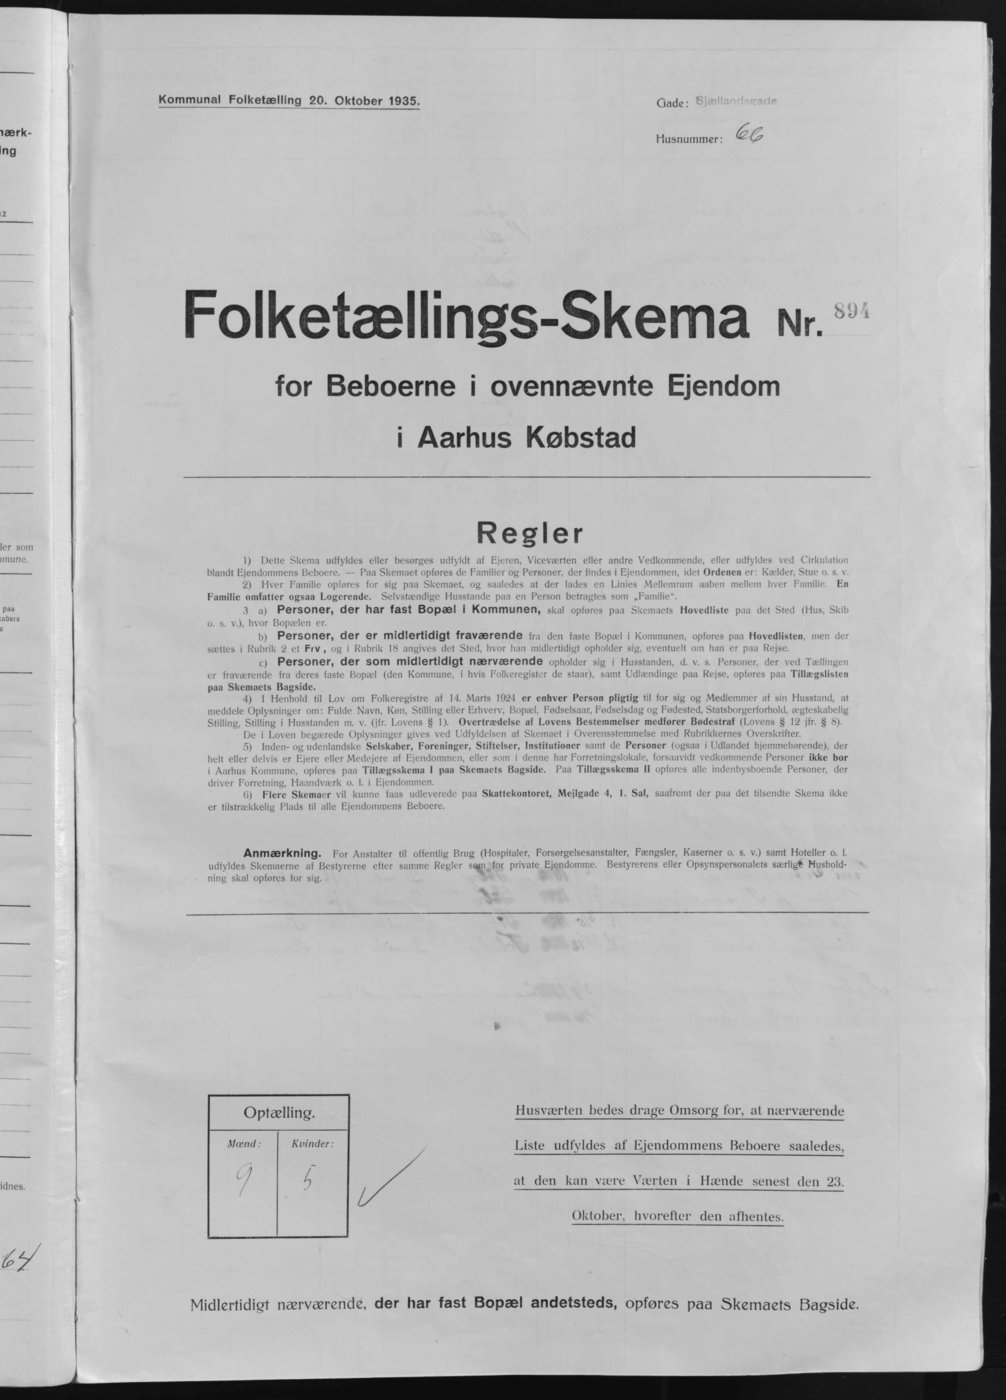 Kommunal Folketælling 20. Oktober 1935.
Gade: Sjællandsgade
Husnummer: 66
Folketællings-Skema Nr. 894
for Beboerne i ovennævnte Ejendom
i Aarhus Købstad
Regler
1) Dette Skema udfyldes eller besørges udfyldt af Ejeren, Viceværten eller andre Vedkommende, eller udfyldes ved Cirkulation
blandt Ejendommens Beboere. — Paa Skemaet opføres de Familier og Personer, der findes i Ejendommen, idet Ordenen er: Kælder, Stue o. s. v.
2) Hver Familie opføres for sig paa Skemaet, og saaledes at der lades en Linies Mellemrum aaben mellem hver Familie. En
Familie omfatter ogsaa Logerende. Selvstændige Husstande paa en Person betragtes som „Familie".
3 a) Personer, der har fast Bopæl i Kommunen, skal opføres paa Skemaets Hovedliste paa det Sted (Hus, Skib
o. s. v.), hvor Bopælen er.
b) Personer, der er midlertidigt fraværende fra den faste Bopæl i Kommunen, opføres paa Hovedlisten, men der
sættes i Rubrik 2 et Frv, og i Rubrik 18 angives det Sted, hvor han midlertidigt opholder sig, eventuelt om han er paa Rejse.
c) Personer, der som midlertidigt nærværende opholder sig i Husstanden, d. v. s. Personer, der ved Tællingen
er fraværende fra deres faste Bopæl (den Kommune, i hvis Folkeregister de staar), samt Udlændinge paa Rejse, opføres paa Tillægslisten
paa Skemaets Bagside.
4) I Henhold til Lov om Folkeregistre af 14. Marts 1924 er enhver Person pligtig til for sig og Medlemmer af sin Husstand, at
meddele Oplysninger om: Fulde Navn, Køn, Stilling eller Erhverv, Bopæl, Fødselsaar, Fødselsdag og Fødested, Statsborgerforhold, ægteskabelig
Stilling, Stilling i Husstanden m. v. (jfr. Lovens § 1). Overtrædelse af Lovens Bestemmelser medfører Bødestraf (Lovens § 12 jfr. § 8).
De i Loven begærede Oplysninger gives ved Udfyldelsen af Skemaet i Overensstemmelse med Rubrikkernes Overskrifter.
5) Inden- og udenlandske Selskaber, Foreninger, Stiftelser, Institutioner samt de Personer (ogsaa i Udlandet hjemmehørende), der
helt eller delvis er Ejere eller Medejere af Ejendommen, eller som i denne har Forretningslokale, forsaavidt vedkommende Personer ikke bor
i Aarhus Kommune, opføres paa Tillægsskema I paa Skemaets Bagside. Paa Tillægsskema II opføres alle indenbysboende Personer, der
driver Forretning, Haandværk o. l. i Ejendommen.
6) Flere Skemaer vil kunne faas udleverede paa Skattekontoret, Mejlgade 4, 1. Sal, saafremt der paa det tilsendte Skema ikke
er tilstrækkelig Plads til alle Ejendommens Beboere.
Anmærkning. For Anstalter til offentlig Brug (Hospitaler, Forsørgelsesanstalter, Fængsler, Kaserner o. s. v.) samt Hoteller o. l.
udfyldes Skemaerne af Bestyrerne efter samme Regler som for private Ejendomme. Bestyrerens eller Opsynspersonalets særlige Hushold-
ning skal opføres for sig.
Optælling.
Mænd: Kvinder:
9 5
Husværten bedes drage Omsorg for, at nærværende
Liste udfyldes af Ejendommens Beboere saaledes,
at den kan være Værten i Hænde senest den 23.
Oktober, hvorefter den afhentes.
Midlertidigt nærværende, der har fast Bopæl andetsteds, opføres paa Skemaets Bagside.
64